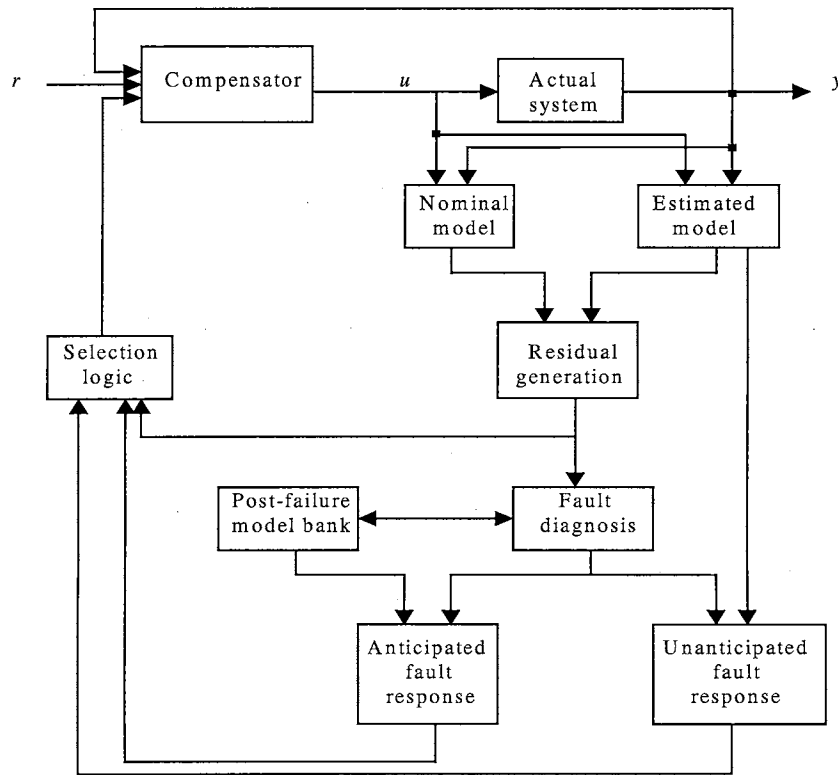 r
Compensator
u
Actual
system
y
Nominal
model
Estimated
model
Selection
logic
Residual
generation
Post-failure
model bank
Fault
diagnosis
Anticipated
fault
response
Unanticipated
fault
response